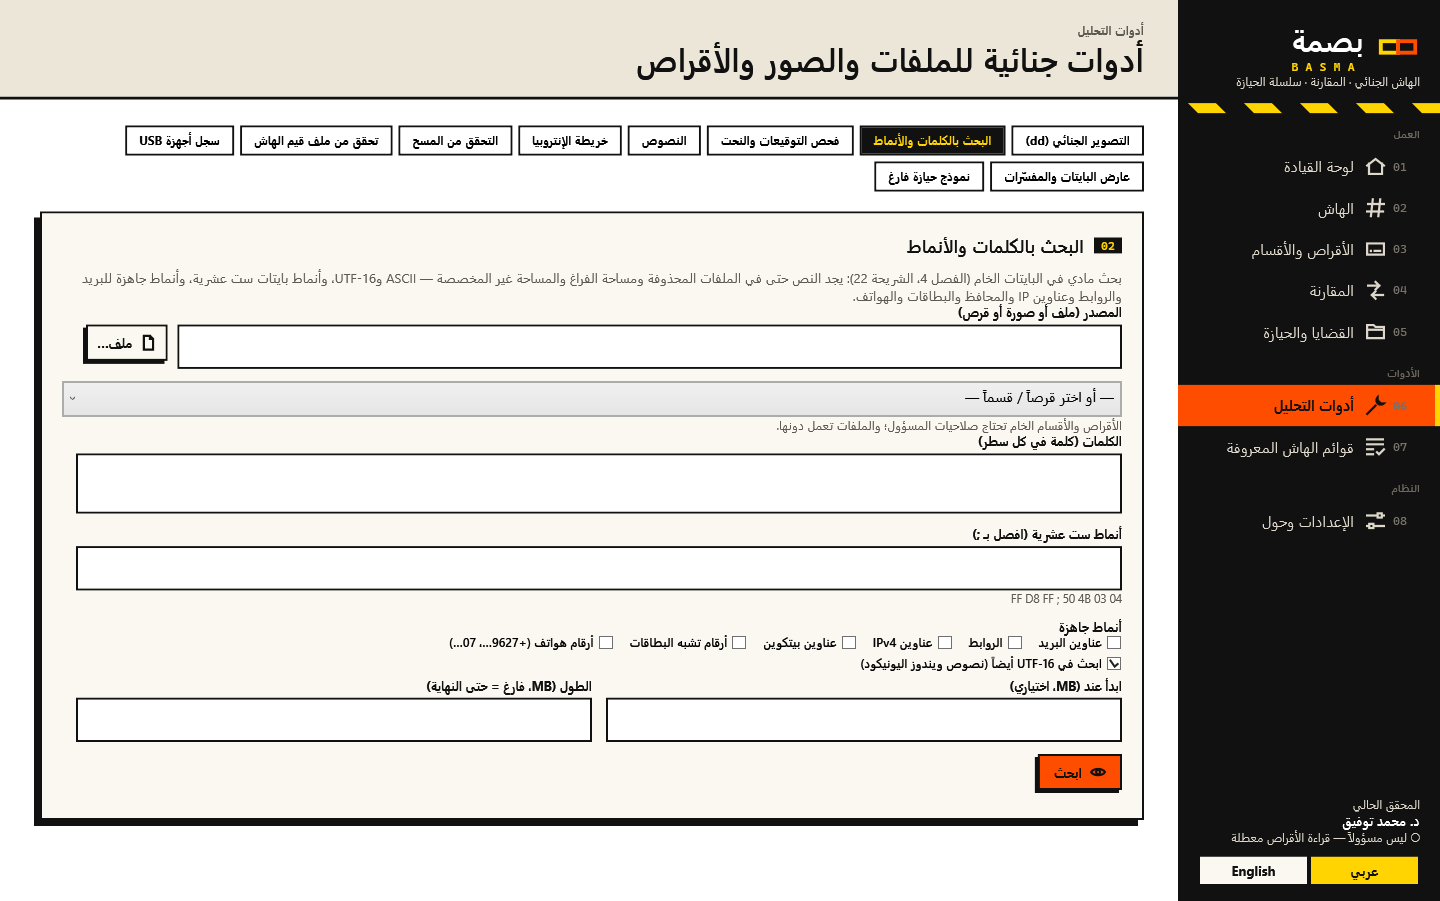 بصمة
BASMA
الهاش الجنائي · المقارنة · سلسلة الحيازة
العمل
01 لوحة القيادة
02 الهاش
03 الأقراص والأقسام
04 المقارنة
05 القضايا والحيازة
الأدوات
06 أدوات التحليل
07 قوائم الهاش المعروفة
النظام
08 الإعدادات وحول
المحقق الحالي
د. محمد توفيق
○ ليس مسؤولاً — قراءة الأقراص معطلة
عربي English
أدوات التحليل
أدوات جنائية للملفات والصور والأقراص
التصوير الجنائي (dd) البحث بالكلمات والأنماط فحص التوقيعات والنحت النصوص خريطة الإنتروبيا التحقق من المسح تحقق من ملف قيم الهاش سجل أجهزة USB
عارض البايتات والمفسّرات نموذج حيازة فارغ
02 البحث بالكلمات والأنماط
بحث مادي في البايتات الخام (الفصل 4، الشريحة 22): يجد النص حتى في الملفات المحذوفة ومساحة الفراغ والمساحة غير المخصصة — ASCII وUTF-16، وأنماط بايتات ست عشرية، وأنماط جاهزة للبريد
والروابط وعناوين IP والمحافظ والبطاقات والهواتف.
المصدر (ملف أو صورة أو قرص)
ملف...
— أو اختر قرصاً / قسماً —
الأقراص والأقسام الخام تحتاج صلاحيات المسؤول؛ والملفات تعمل دونها.
الكلمات (كلمة في كل سطر)
أنماط ست عشرية (افصل بـ ;)
FF D8 FF ; 50 4B 03 04
أنماط جاهزة
عناوين البريد الروابط عناوين IPv4 عناوين بيتكوين أرقام تشبه البطاقات أرقام هواتف (+9627…، 07…)
ابحث في UTF-16 أيضاً (نصوص ويندوز اليونيكود)
ابدأ عند (MB، اختياري)
الطول (MB، فارغ = حتى النهاية)
ابحث